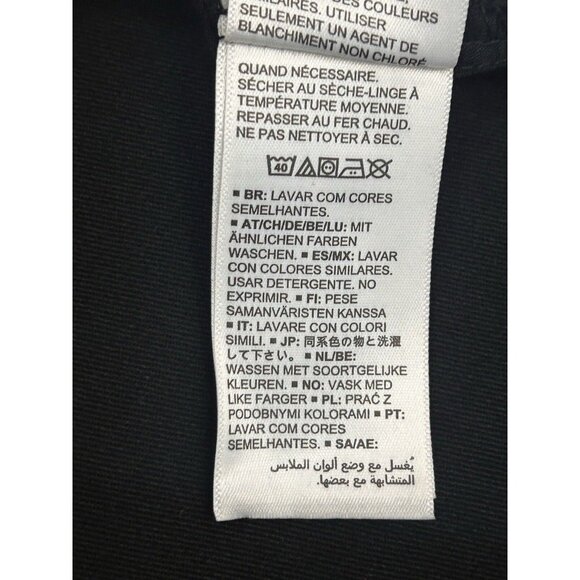 DES COULEURS
SIMILAIRES. UTILISER
SEULEMENT UN AGENT DE
BLANCHIMENT NON CHLORÉ
QUAND NÉCESSAIRE.
SÉCHER AU SÈCHE-LINGE À
TEMPÉRATURE MOYENNE.
REPASSER AU FER CHAUD.
NE PAS NETTOYER À SEC.
40
▪ BR: LAVAR COM CORES
SEMELHANTES.
▪ AT/CH/DE/BE/LU: MIT
ÄHNLICHEN FARBEN
WASCHEN. ▪ ES/MX: LAVAR
CON COLORES SIMILARES.
USAR DETERGENTE. NO
EXPRIMIR. ▪ FI: PESE
SAMANVÄRISTEN KANSSA
▪ IT: LAVARE CON COLORI
SIMILI. ▪ JP: 同系色の物と洗濯
して下さい。 ▪ NL/BE:
WASSEN MET SOORTGELIJKE
KLEUREN. ▪ NO: VASK MED
LIKE FARGER ▪ PL: PRAĆ Z
PODOBNYMI KOLORAMI ▪ PT:
LAVAR COM CORES
SEMELHANTES. ▪ SA/AE:
يُغسل مع وضع ألوان الملابس
المتشابهة مع بعضها.